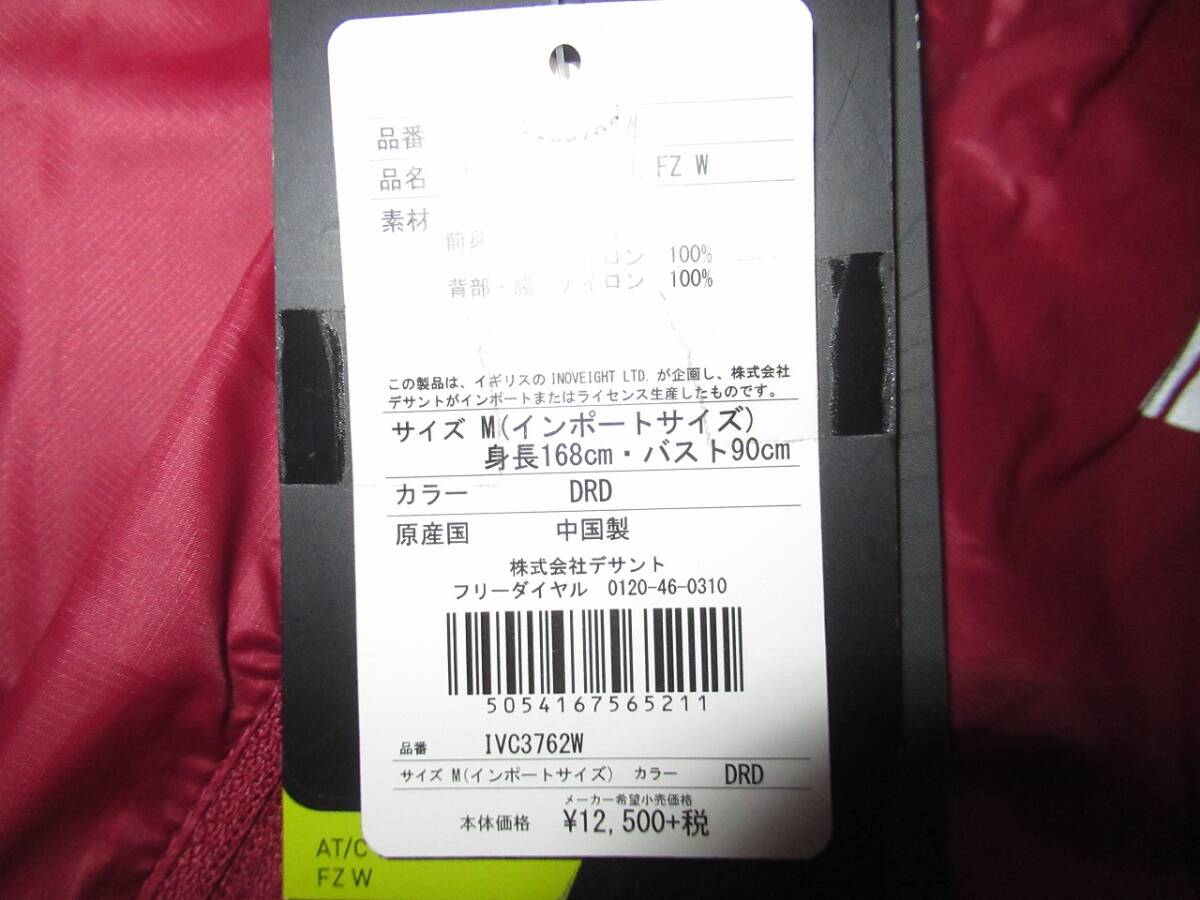 品番
品名 FZ W
素材
前身
ロン 100%
背部・脇 ナイロン 100%
この製品は、イギリスの INOVEIGHT LTD. が企画し、株式会社
デサントがインポートまたはライセンス生産したものです。
サイズ M(インポートサイズ)
身長168cm・バスト90cm
カラー DRD
原産国 中国製
株式会社デサント
フリーダイヤル 0120-46-0310
5054167565211
品番 IVC3762W
サイズ M(インポートサイズ) カラー DRD
メーカー希望小売価格
本体価格 ¥12,500+税
AT/C
FZ W